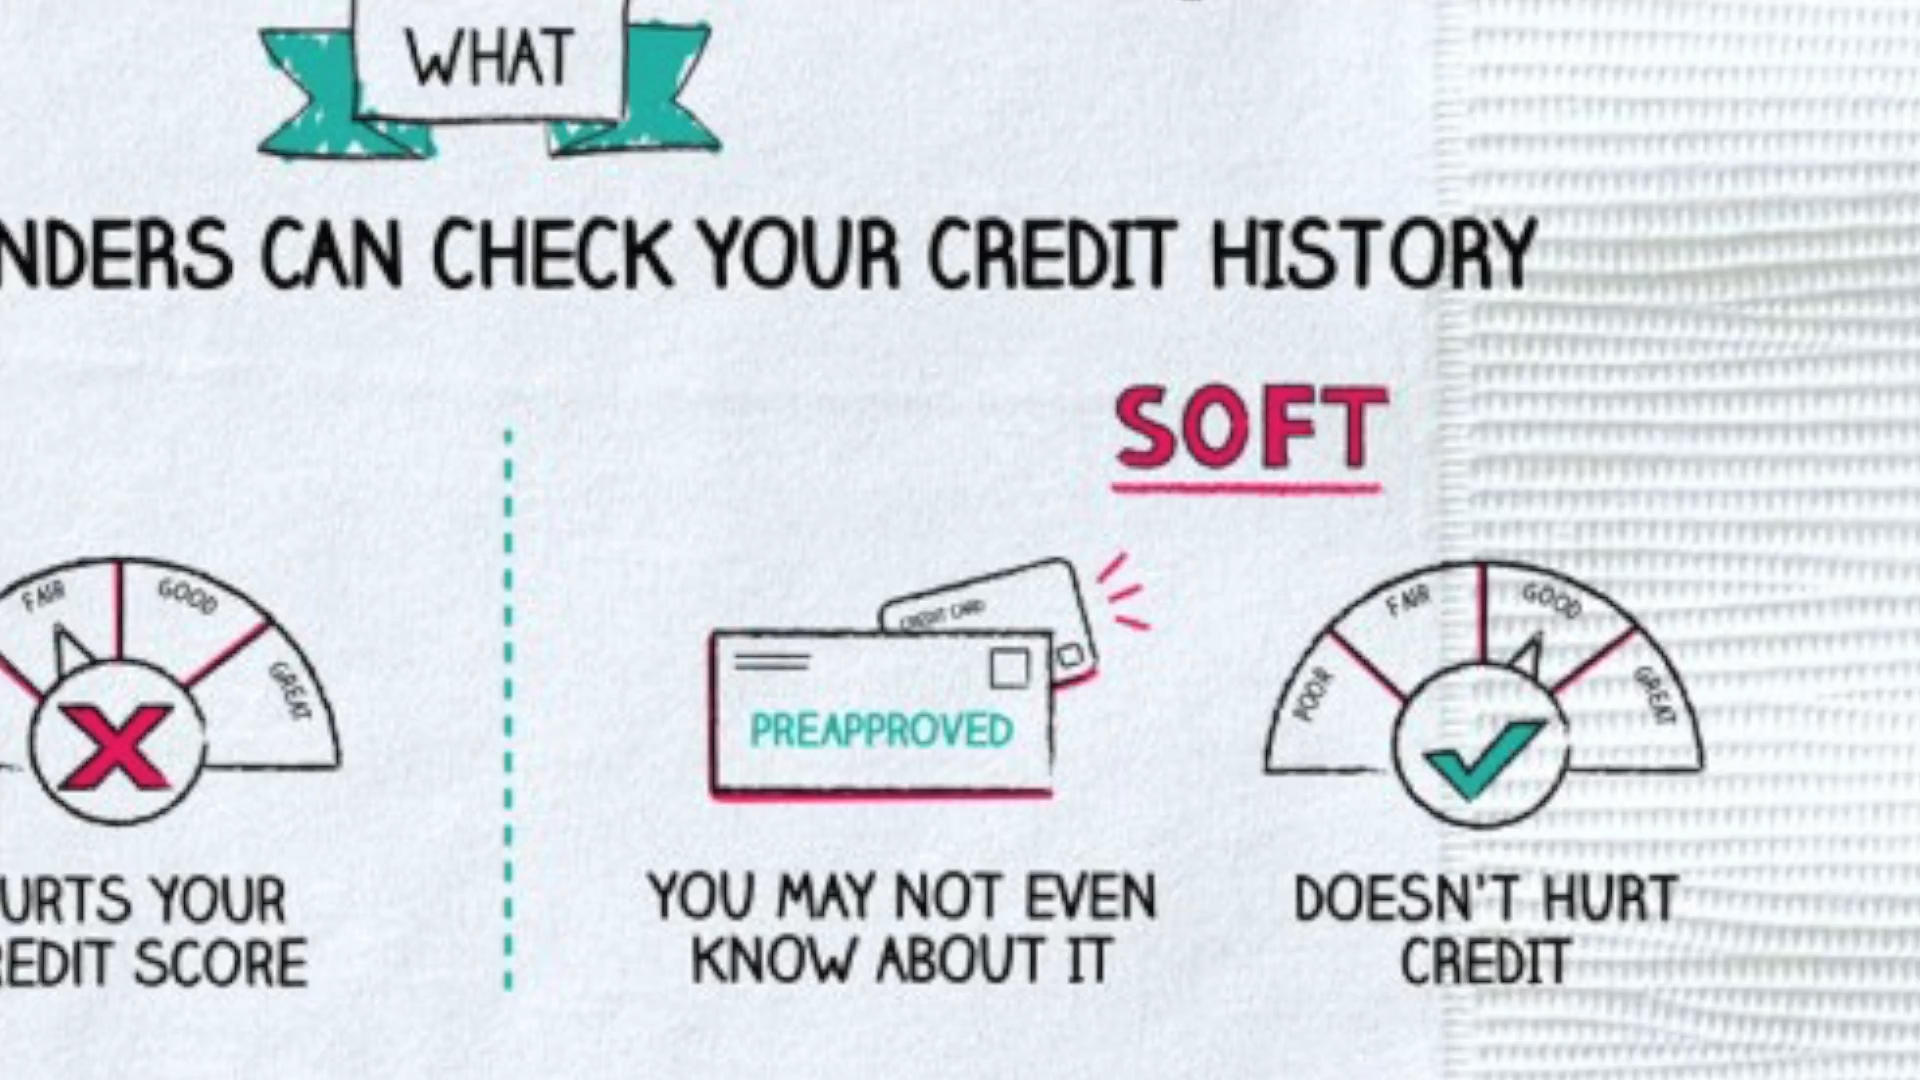 WHAT
NDERS CAN CHECK YOUR CREDIT HISTORY
SOFT
FAIR
GOOD
GREAT
X
URTS YOUR
REDIT SCORE
CREDIT CARD
PREAPPROVED
YOU MAY NOT EVEN
KNOW ABOUT IT
POOR
FAIR
GOOD
GREAT
DOESN'T HURT
CREDIT